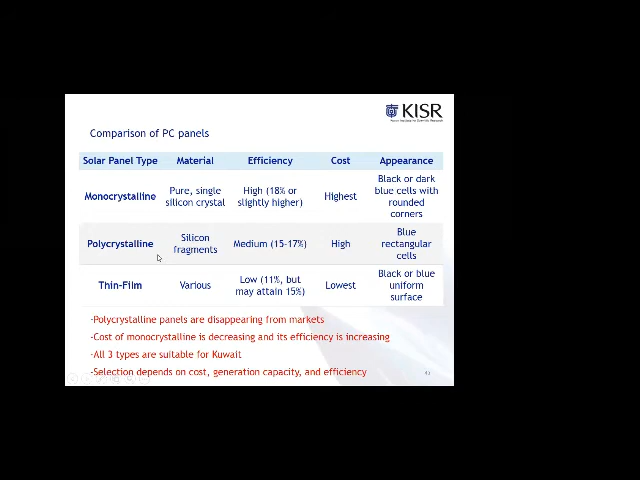 KISR
Comparison of PC panels
Solar Panel Type Material Efficiency Cost Appearance
Monocrystalline Pure, single silicon crystal High (18% or slightly higher) Highest Black or dark blue cells with rounded corners
Polycrystalline Silicon fragments Medium (15-17%) High Blue rectangular cells
Thin-Film Various Low (11%, but may attain 15%) Lowest Black or blue uniform surface
-Polycrystalline panels are disappearing from markets
-Cost of monocrystalline is decreasing and its efficiency is increasing
-All 3 types are suitable for Kuwait
-Selection depends on cost, generation capacity, and efficiency